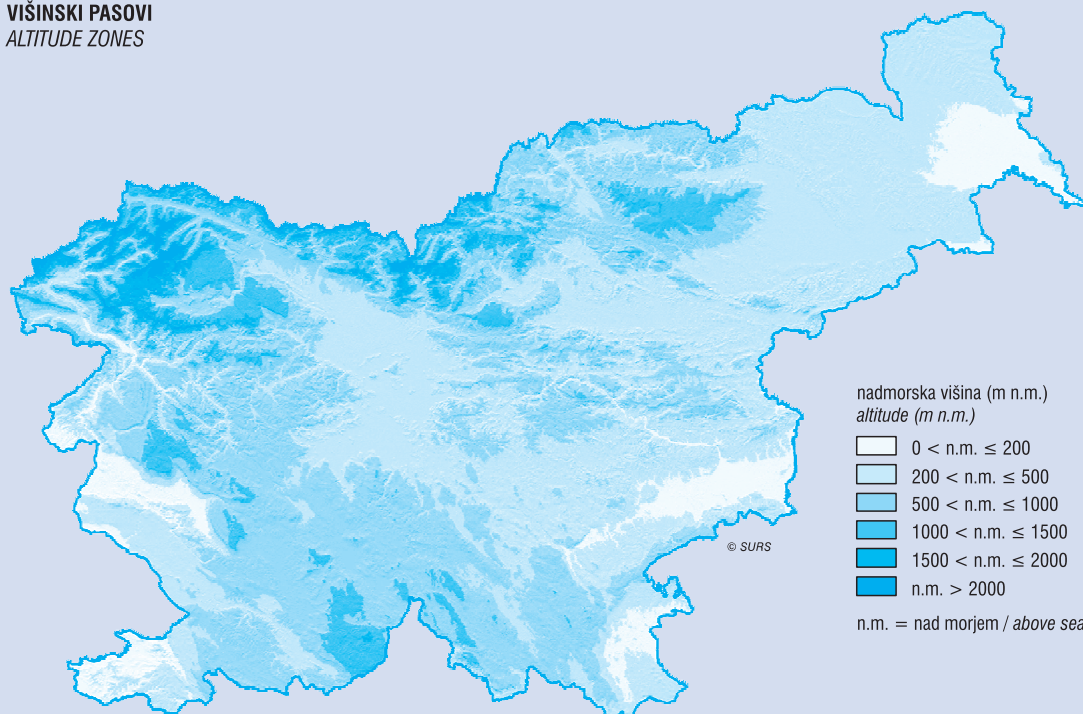 VIŠINSKI PASOVI
ALTITUDE ZONES
nadmorska višina (m n.m.)
altitude (m n.m.)
0 < n.m. ≤ 200
200 < n.m. ≤ 500
500 < n.m. ≤ 1000
1000 < n.m. ≤ 1500
1500 < n.m. ≤ 2000
n.m. > 2000
© SURS
n.m. = nad morjem / above sea